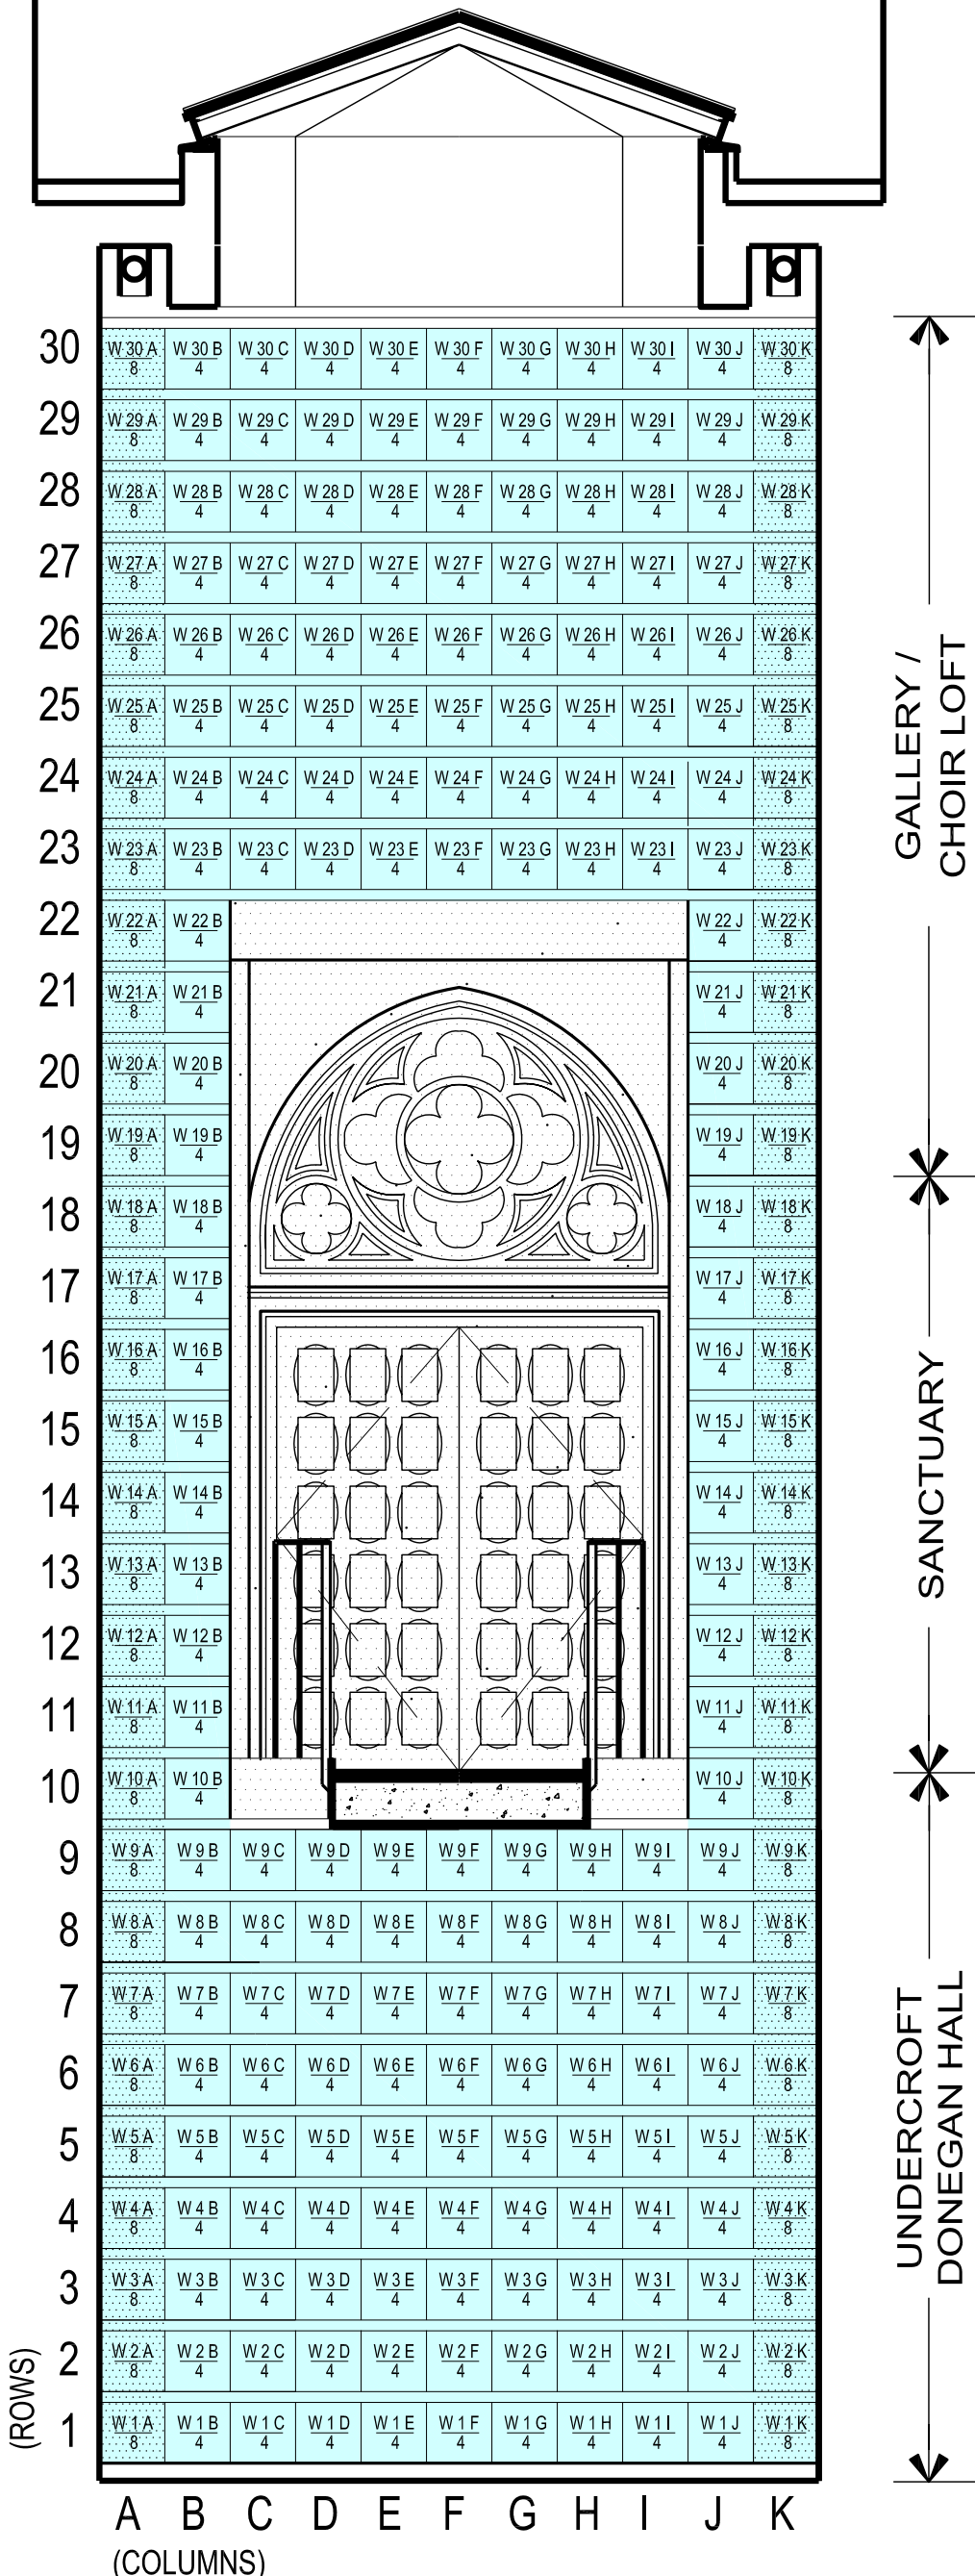 30 W 30 A W 30 B W 30 C W 30 D W 30 E W 30 F W 30 G W 30 H W 30 I W 30 J W 30 K
8 4 4 4 4 4 4 4 4 4 8
29 W 29 A W 29 B W 29 C W 29 D W 29 E W 29 F W 29 G W 29 H W 29 I W 29 J W 29 K
8 4 4 4 4 4 4 4 4 4 8
28 W 28 A W 28 B W 28 C W 28 D W 28 E W 28 F W 28 G W 28 H W 28 I W 28 J W 28 K
8 4 4 4 4 4 4 4 4 4 8
27 W 27 A W 27 B W 27 C W 27 D W 27 E W 27 F W 27 G W 27 H W 27 I W 27 J W 27 K
8 4 4 4 4 4 4 4 4 4 8
26 W 26 A W 26 B W 26 C W 26 D W 26 E W 26 F W 26 G W 26 H W 26 I W 26 J W 26 K
8 4 4 4 4 4 4 4 4 4 8
25 W 25 A W 25 B W 25 C W 25 D W 25 E W 25 F W 25 G W 25 H W 25 I W 25 J W 25 K
8 4 4 4 4 4 4 4 4 4 8
24 W 24 A W 24 B W 24 C W 24 D W 24 E W 24 F W 24 G W 24 H W 24 I W 24 J W 24 K
8 4 4 4 4 4 4 4 4 4 8
23 W 23 A W 23 B W 23 C W 23 D W 23 E W 23 F W 23 G W 23 H W 23 I W 23 J W 23 K
8 4 4 4 4 4 4 4 4 4 8
GALLERY /
CHOIR LOFT
22 W 22 A W 22 B W 22 J W 22 K
8 4 4 8
21 W 21 A W 21 B W 21 J W 21 K
8 4 4 8
20 W 20 A W 20 B W 20 J W 20 K
8 4 4 8
19 W 19 A W 19 B W 19 J W 19 K
8 4 4 8
18 W 18 A W 18 B W 18 J W 18 K
8 4 4 8
17 W 17 A W 17 B W 17 J W 17 K
8 4 4 8
16 W 16 A W 16 B W 16 J W 16 K
8 4 4 8
15 W 15 A W 15 B W 15 J W 15 K
8 4 4 8
14 W 14 A W 14 B W 14 J W 14 K
8 4 4 8
SANCTUARY
13 W 13 A W 13 B W 13 J W 13 K
8 4 4 8
12 W 12 A W 12 B W 12 J W 12 K
8 4 4 8
11 W 11 A W 11 B W 11 J W 11 K
8 4 4 8
10 W 10 A W 10 B W 10 J W 10 K
8 4 4 8
9 W 9 A W 9 B W 9 C W 9 D W 9 E W 9 F W 9 G W 9 H W 9 I W 9 J W 9 K
8 4 4 4 4 4 4 4 4 4 8
8 W 8 A W 8 B W 8 C W 8 D W 8 E W 8 F W 8 G W 8 H W 8 I W 8 J W 8 K
8 4 4 4 4 4 4 4 4 4 8
7 W 7 A W 7 B W 7 C W 7 D W 7 E W 7 F W 7 G W 7 H W 7 I W 7 J W 7 K
8 4 4 4 4 4 4 4 4 4 8
6 W 6 A W 6 B W 6 C W 6 D W 6 E W 6 F W 6 G W 6 H W 6 I W 6 J W 6 K
8 4 4 4 4 4 4 4 4 4 8
5 W 5 A W 5 B W 5 C W 5 D W 5 E W 5 F W 5 G W 5 H W 5 I W 5 J W 5 K
8 4 4 4 4 4 4 4 4 4 8
UNDERCROFT
DONEGAN HALL
4 W 4 A W 4 B W 4 C W 4 D W 4 E W 4 F W 4 G W 4 H W 4 I W 4 J W 4 K
8 4 4 4 4 4 4 4 4 4 8
3 W 3 A W 3 B W 3 C W 3 D W 3 E W 3 F W 3 G W 3 H W 3 I W 3 J W 3 K
8 4 4 4 4 4 4 4 4 4 8
2 W 2 A W 2 B W 2 C W 2 D W 2 E W 2 F W 2 G W 2 H W 2 I W 2 J W 2 K
8 4 4 4 4 4 4 4 4 4 8
(ROWS)
1 W 1 A W 1 B W 1 C W 1 D W 1 E W 1 F W 1 G W 1 H W 1 I W 1 J W 1 K
8 4 4 4 4 4 4 4 4 4 8
A B C D E F G H I J K
(COLUMNS)